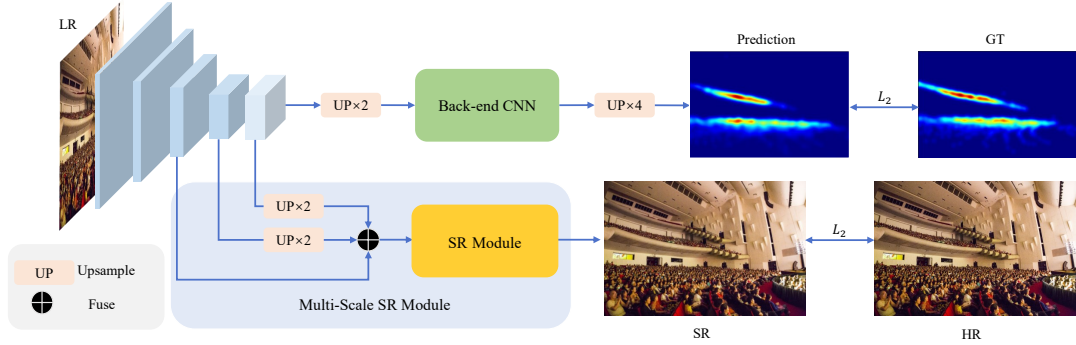 LR
Prediction
GT
UP×2
Back-end CNN
UP×4
L₂
UP×2
UP×2
SR Module
L₂
UP
Upsample
Fuse
Multi-Scale SR Module
SR
HR